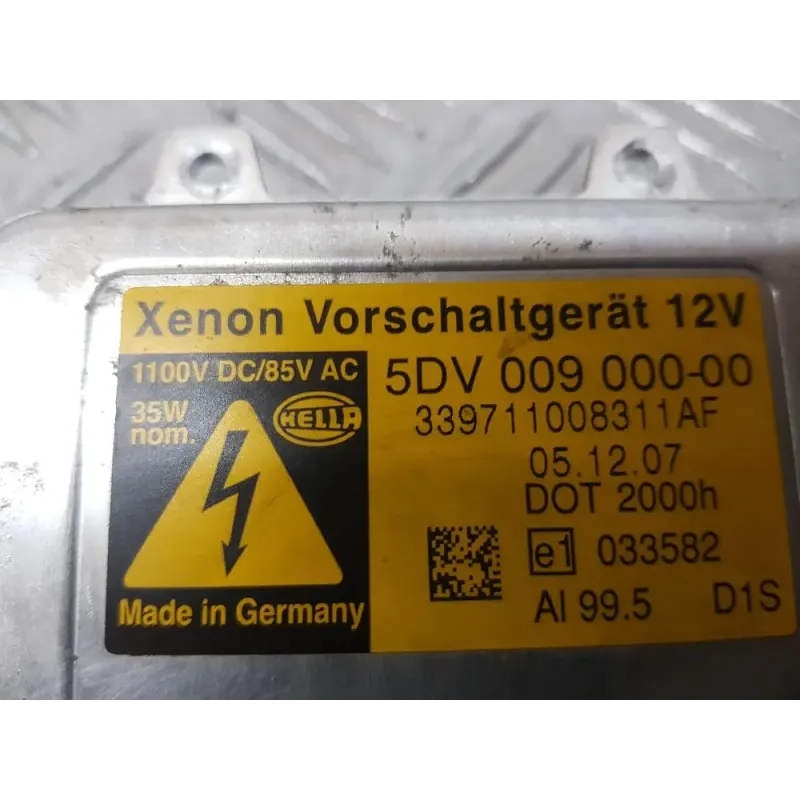 Xenon Vorschaltgerät 12V
1100V DC/85V AC
35W
nom.
HELLA
Made in Germany
5DV 009 000-00
339711008311AF
05.12.07
DOT 2000h
e1 033582
Al 99.5 D1S